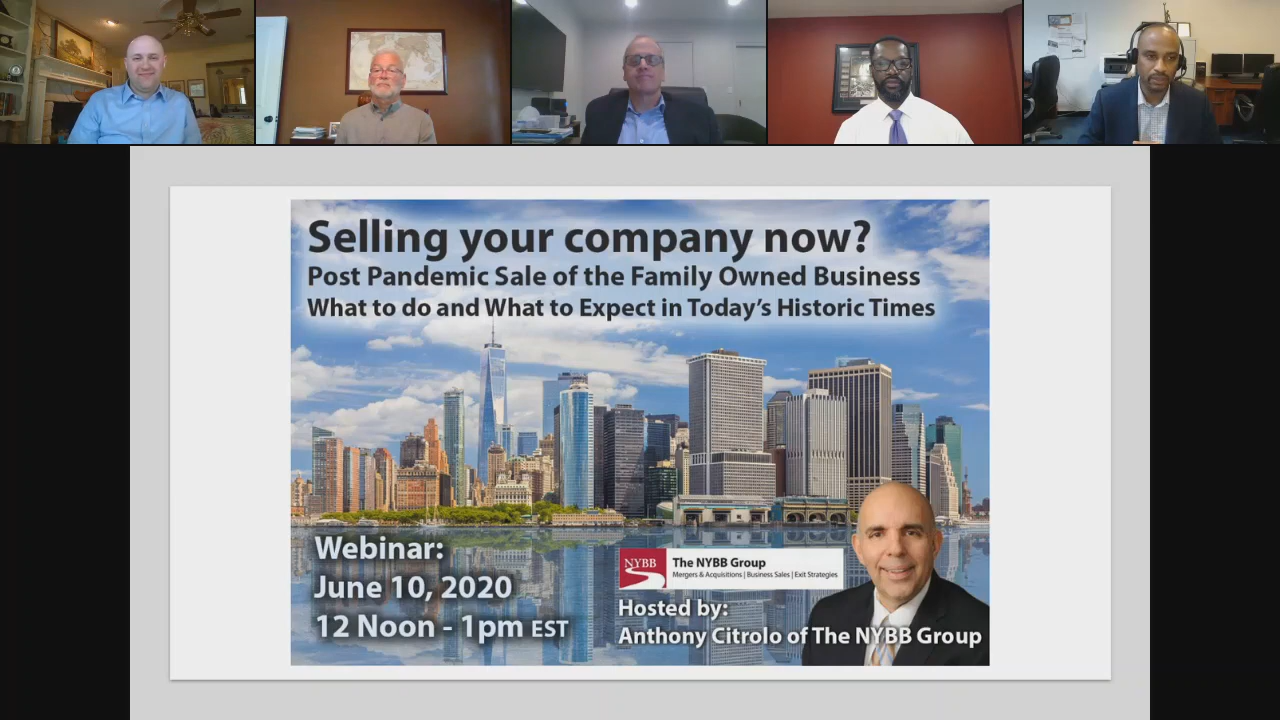 Selling your company now?
Post Pandemic Sale of the Family Owned Business
What to do and What to Expect in Today's Historic Times
Webinar:
June 10, 2020
12 Noon - 1pm EST
NYBB
The NYBB Group
Mergers & Acquisitions | Business Sales | Exit Strategies
Hosted by:
Anthony Citrolo of The NYBB Group